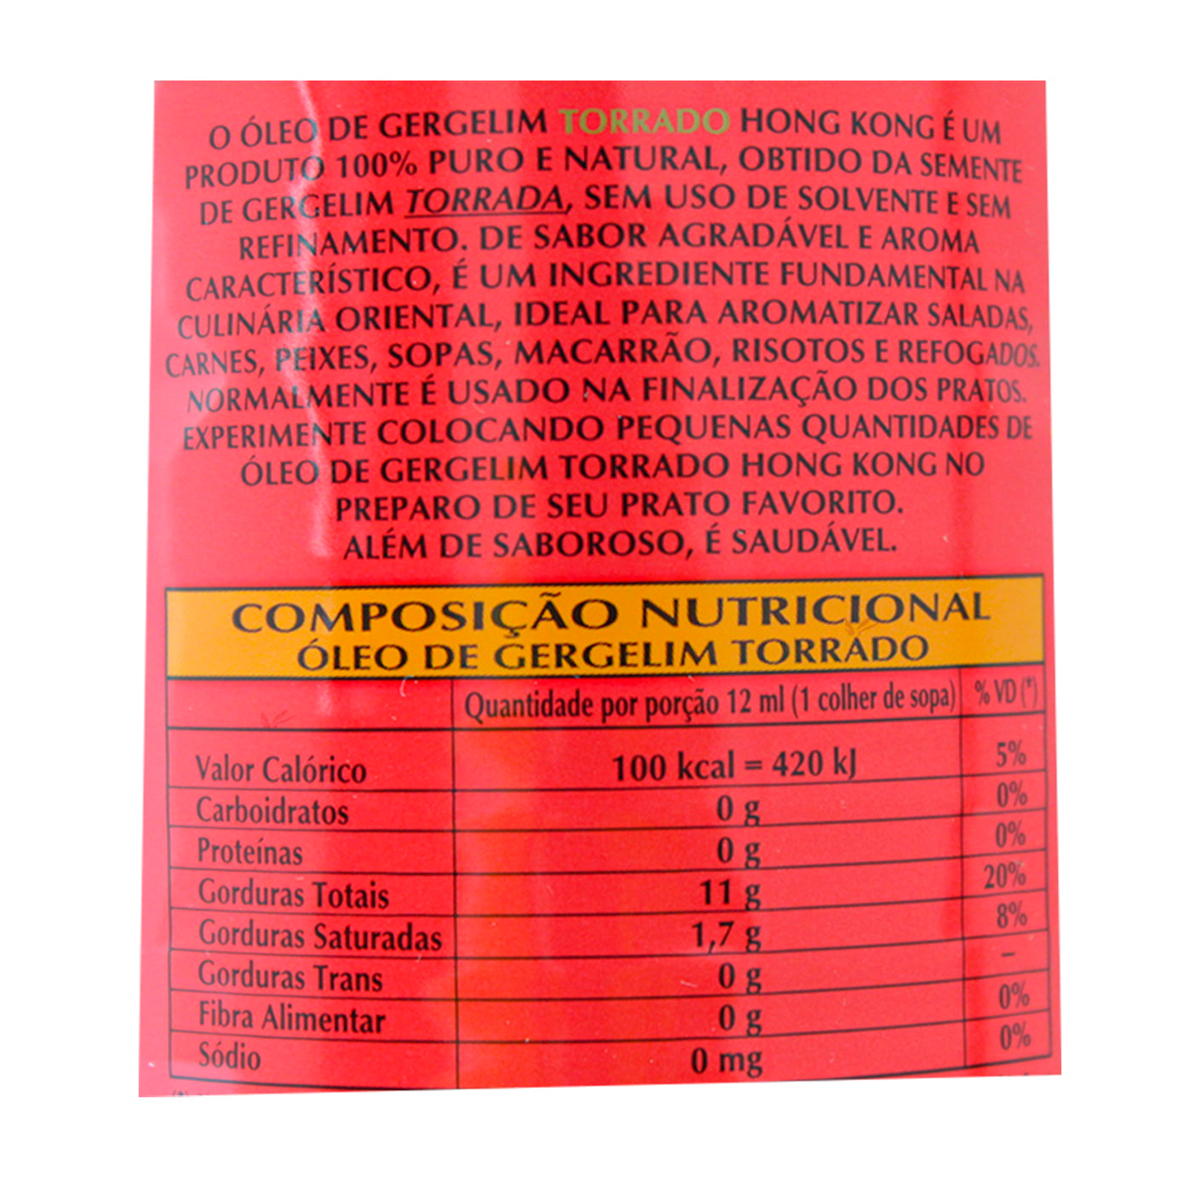 O ÓLEO DE GERGELIM TORRADO HONG KONG É UM
PRODUTO 100% PURO E NATURAL, OBTIDO DA SEMENTE
DE GERGELIM TORRADA, SEM USO DE SOLVENTE E SEM
REFINAMENTO. DE SABOR AGRADÁVEL E AROMA
CARACTERÍSTICO, É UM INGREDIENTE FUNDAMENTAL NA
CULINÁRIA ORIENTAL, IDEAL PARA AROMATIZAR SALADAS,
CARNES, PEIXES, SOPAS, MACARRÃO, RISOTOS E REFOGADOS.
NORMALMENTE É USADO NA FINALIZAÇÃO DOS PRATOS.
EXPERIMENTE COLOCANDO PEQUENAS QUANTIDADES DE
ÓLEO DE GERGELIM TORRADO HONG KONG NO
PREPARO DE SEU PRATO FAVORITO.
ALÉM DE SABOROSO, É SAUDÁVEL.
COMPOSIÇÃO NUTRICIONAL
ÓLEO DE GERGELIM TORRADO
Quantidade por porção 12 ml (1 colher de sopa) % VD (*)
Valor Calórico 100 kcal = 420 kJ 5%
Carboidratos 0 g 0%
Proteínas 0 g 0%
Gorduras Totais 11 g 20%
Gorduras Saturadas 1,7 g 8%
Gorduras Trans 0 g –
Fibra Alimentar 0 g 0%
Sódio 0 mg 0%